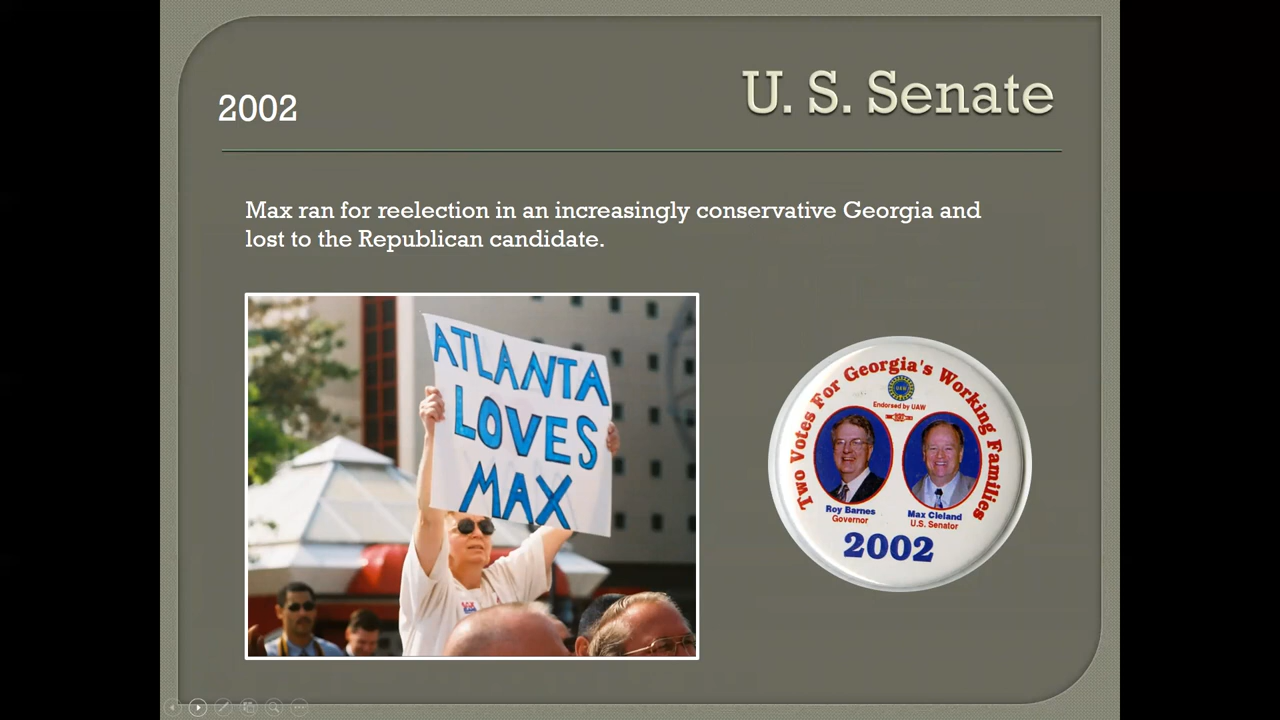 2002
U. S. Senate
Max ran for reelection in an increasingly conservative Georgia and
lost to the Republican candidate.
ATLANTA
LOVES
MAX
Two Votes For Georgia's Working Families
UAW
Endorsed by UAW
Roy Barnes
Governor
Max Cleland
U.S. Senator
2002